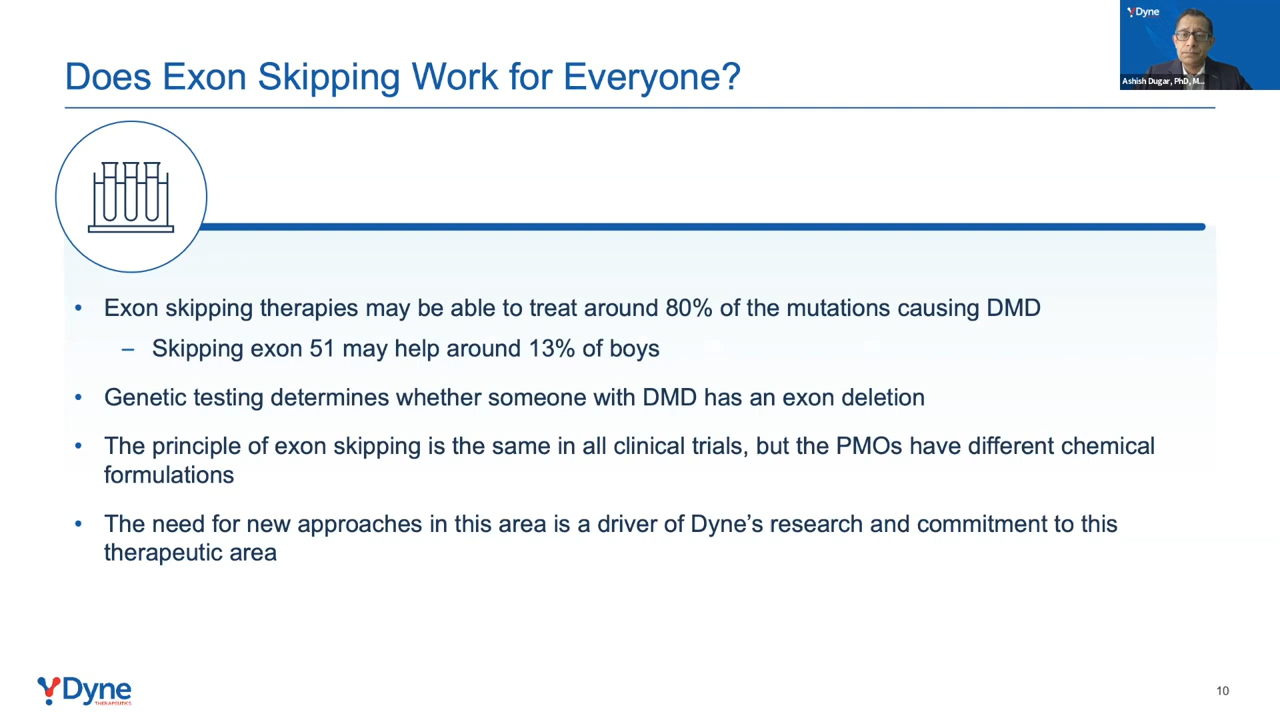 Dyne
Ashish Dugar, PhD, M...
Does Exon Skipping Work for Everyone?
• Exon skipping therapies may be able to treat around 80% of the mutations causing DMD
– Skipping exon 51 may help around 13% of boys
• Genetic testing determines whether someone with DMD has an exon deletion
• The principle of exon skipping is the same in all clinical trials, but the PMOs have different chemical
formulations
• The need for new approaches in this area is a driver of Dyne’s research and commitment to this
therapeutic area
Dyne
THERAPEUTICS
10